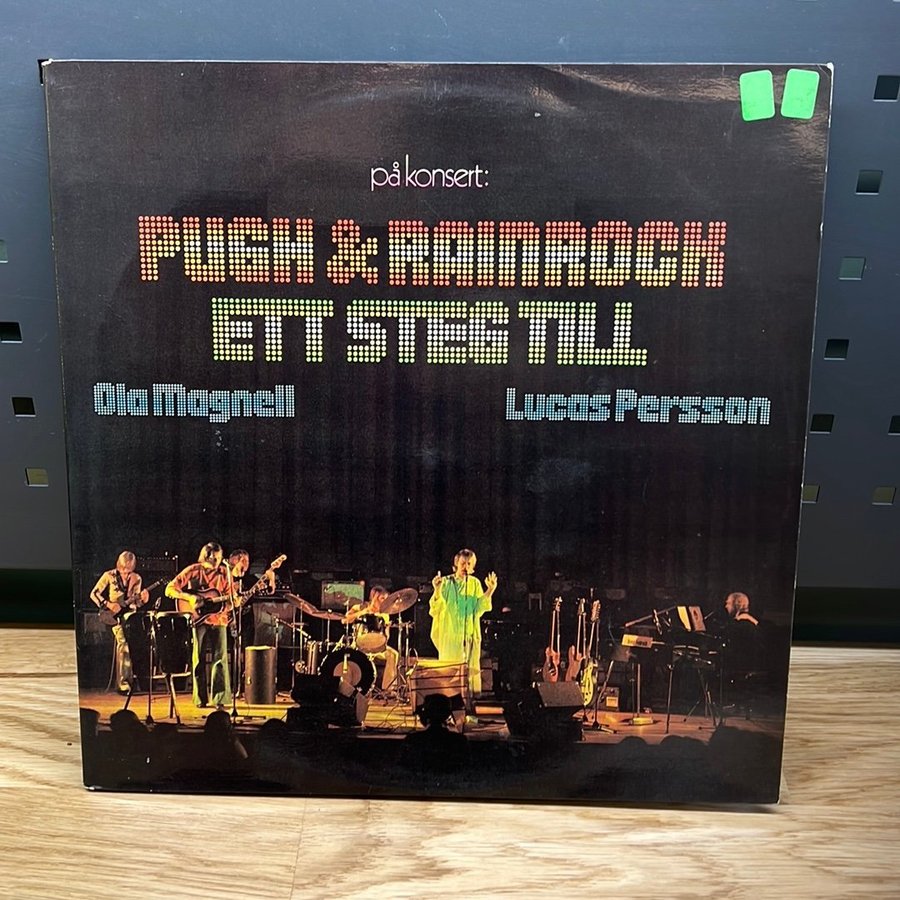 på konsert:
PUGH & RAINROCK
ETT STEG TILL
Ola Magnell
Lucas Persson